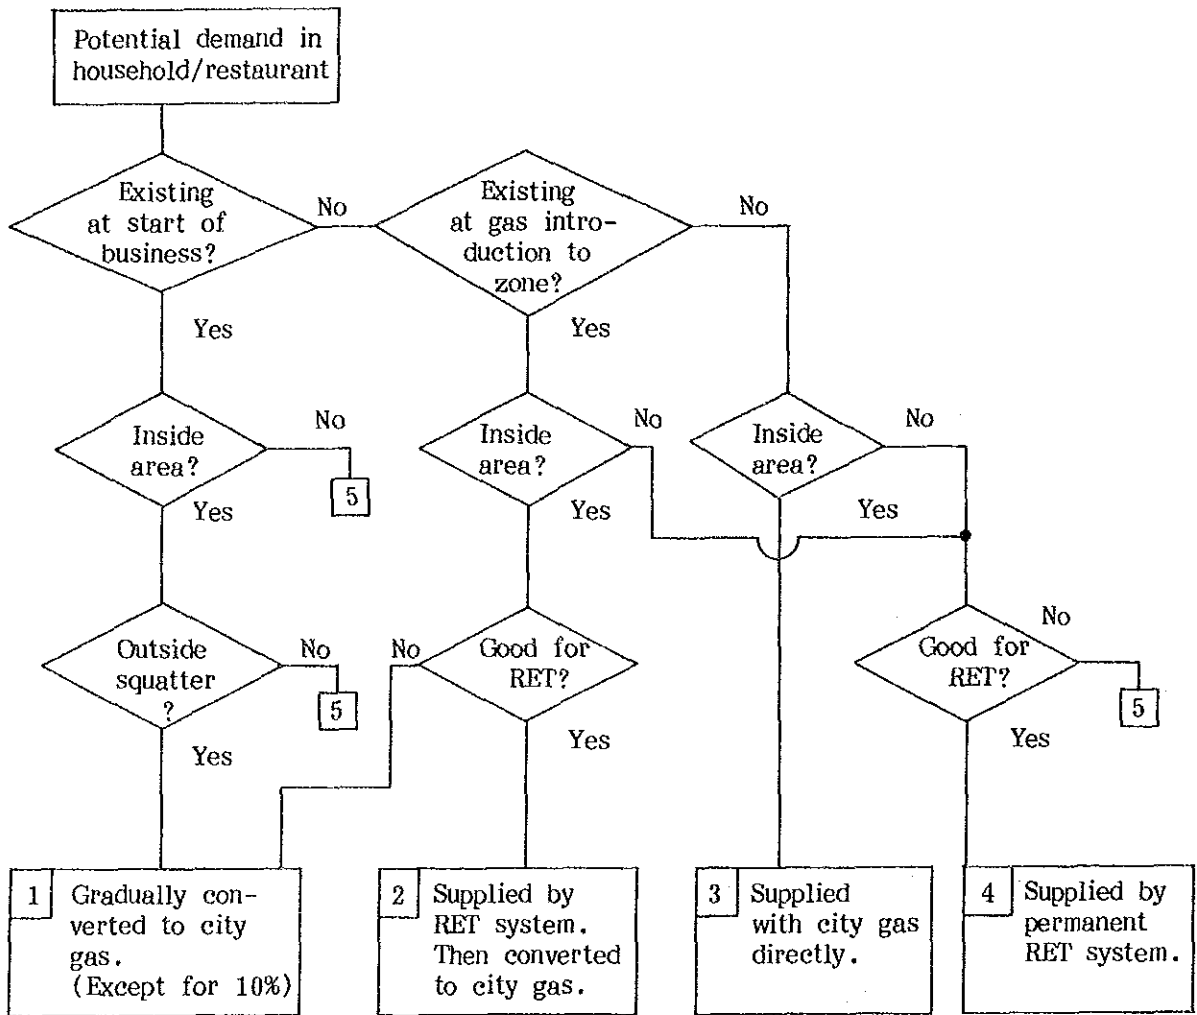 Potential demand in
household/restaurant
Existing
at start of
business?
No
Existing
at gas intro-
duction to
zone?
No
Yes
Yes
Inside
area?
No
5
Yes
Inside
area?
No
Yes
Inside
area?
No
Yes
Outside
squatter
?
No
5
Yes
No
Good for
RET?
Yes
No
Good for
RET?
5
Yes
1 Gradually con-
verted to city
gas.
(Except for 10%)
2 Supplied by
RET system.
Then converted
to city gas.
3 Supplied
with city gas
directly.
4 Supplied by
permanent
RET system.